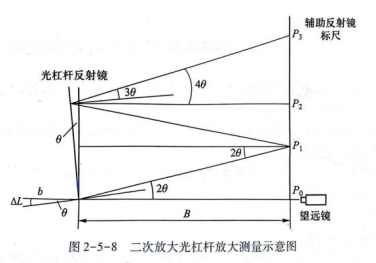 辅助反射镜
标尺
P₃
光杠杆反射镜
3θ
4θ
P₂
θ
P₁
2θ
2θ
P₀
b
ΔL
θ
B
望远镜
图 2-5-8 二次放大光杠杆放大测量示意图